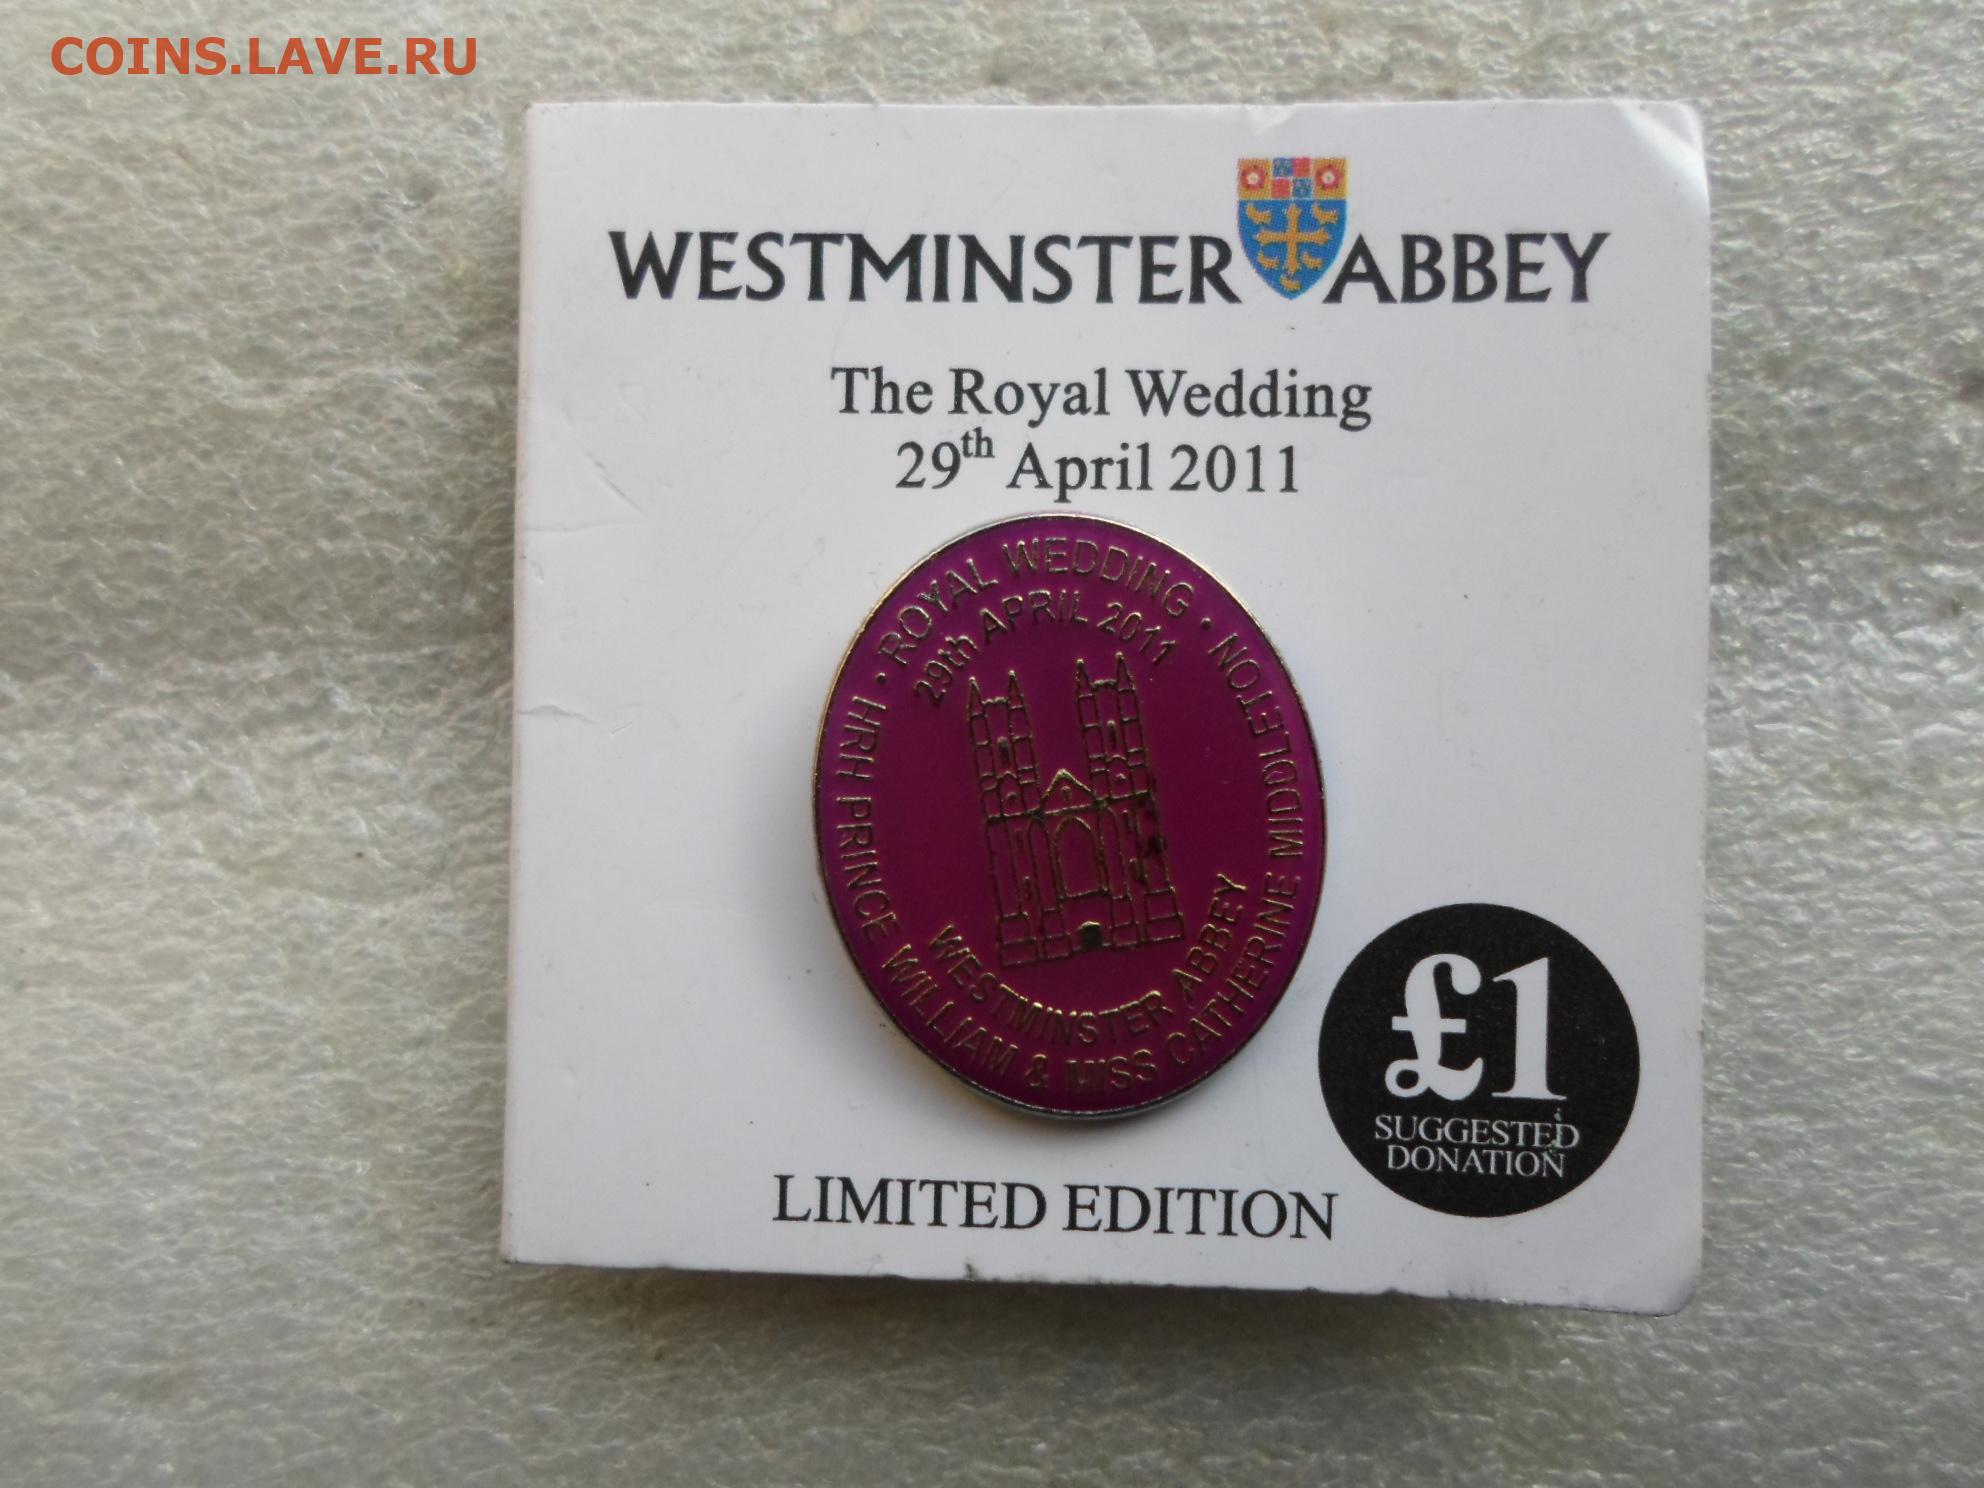 COINS.LAVE.RU
WESTMINSTER ABBEY
The Royal Wedding
29th April 2011
· ROYAL WEDDING ·
29th APRIL 2011
WESTMINSTER ABBEY
HRH PRINCE WILLIAM & MISS CATHERINE MIDDLETON
£1
SUGGESTED
DONATION
LIMITED EDITION